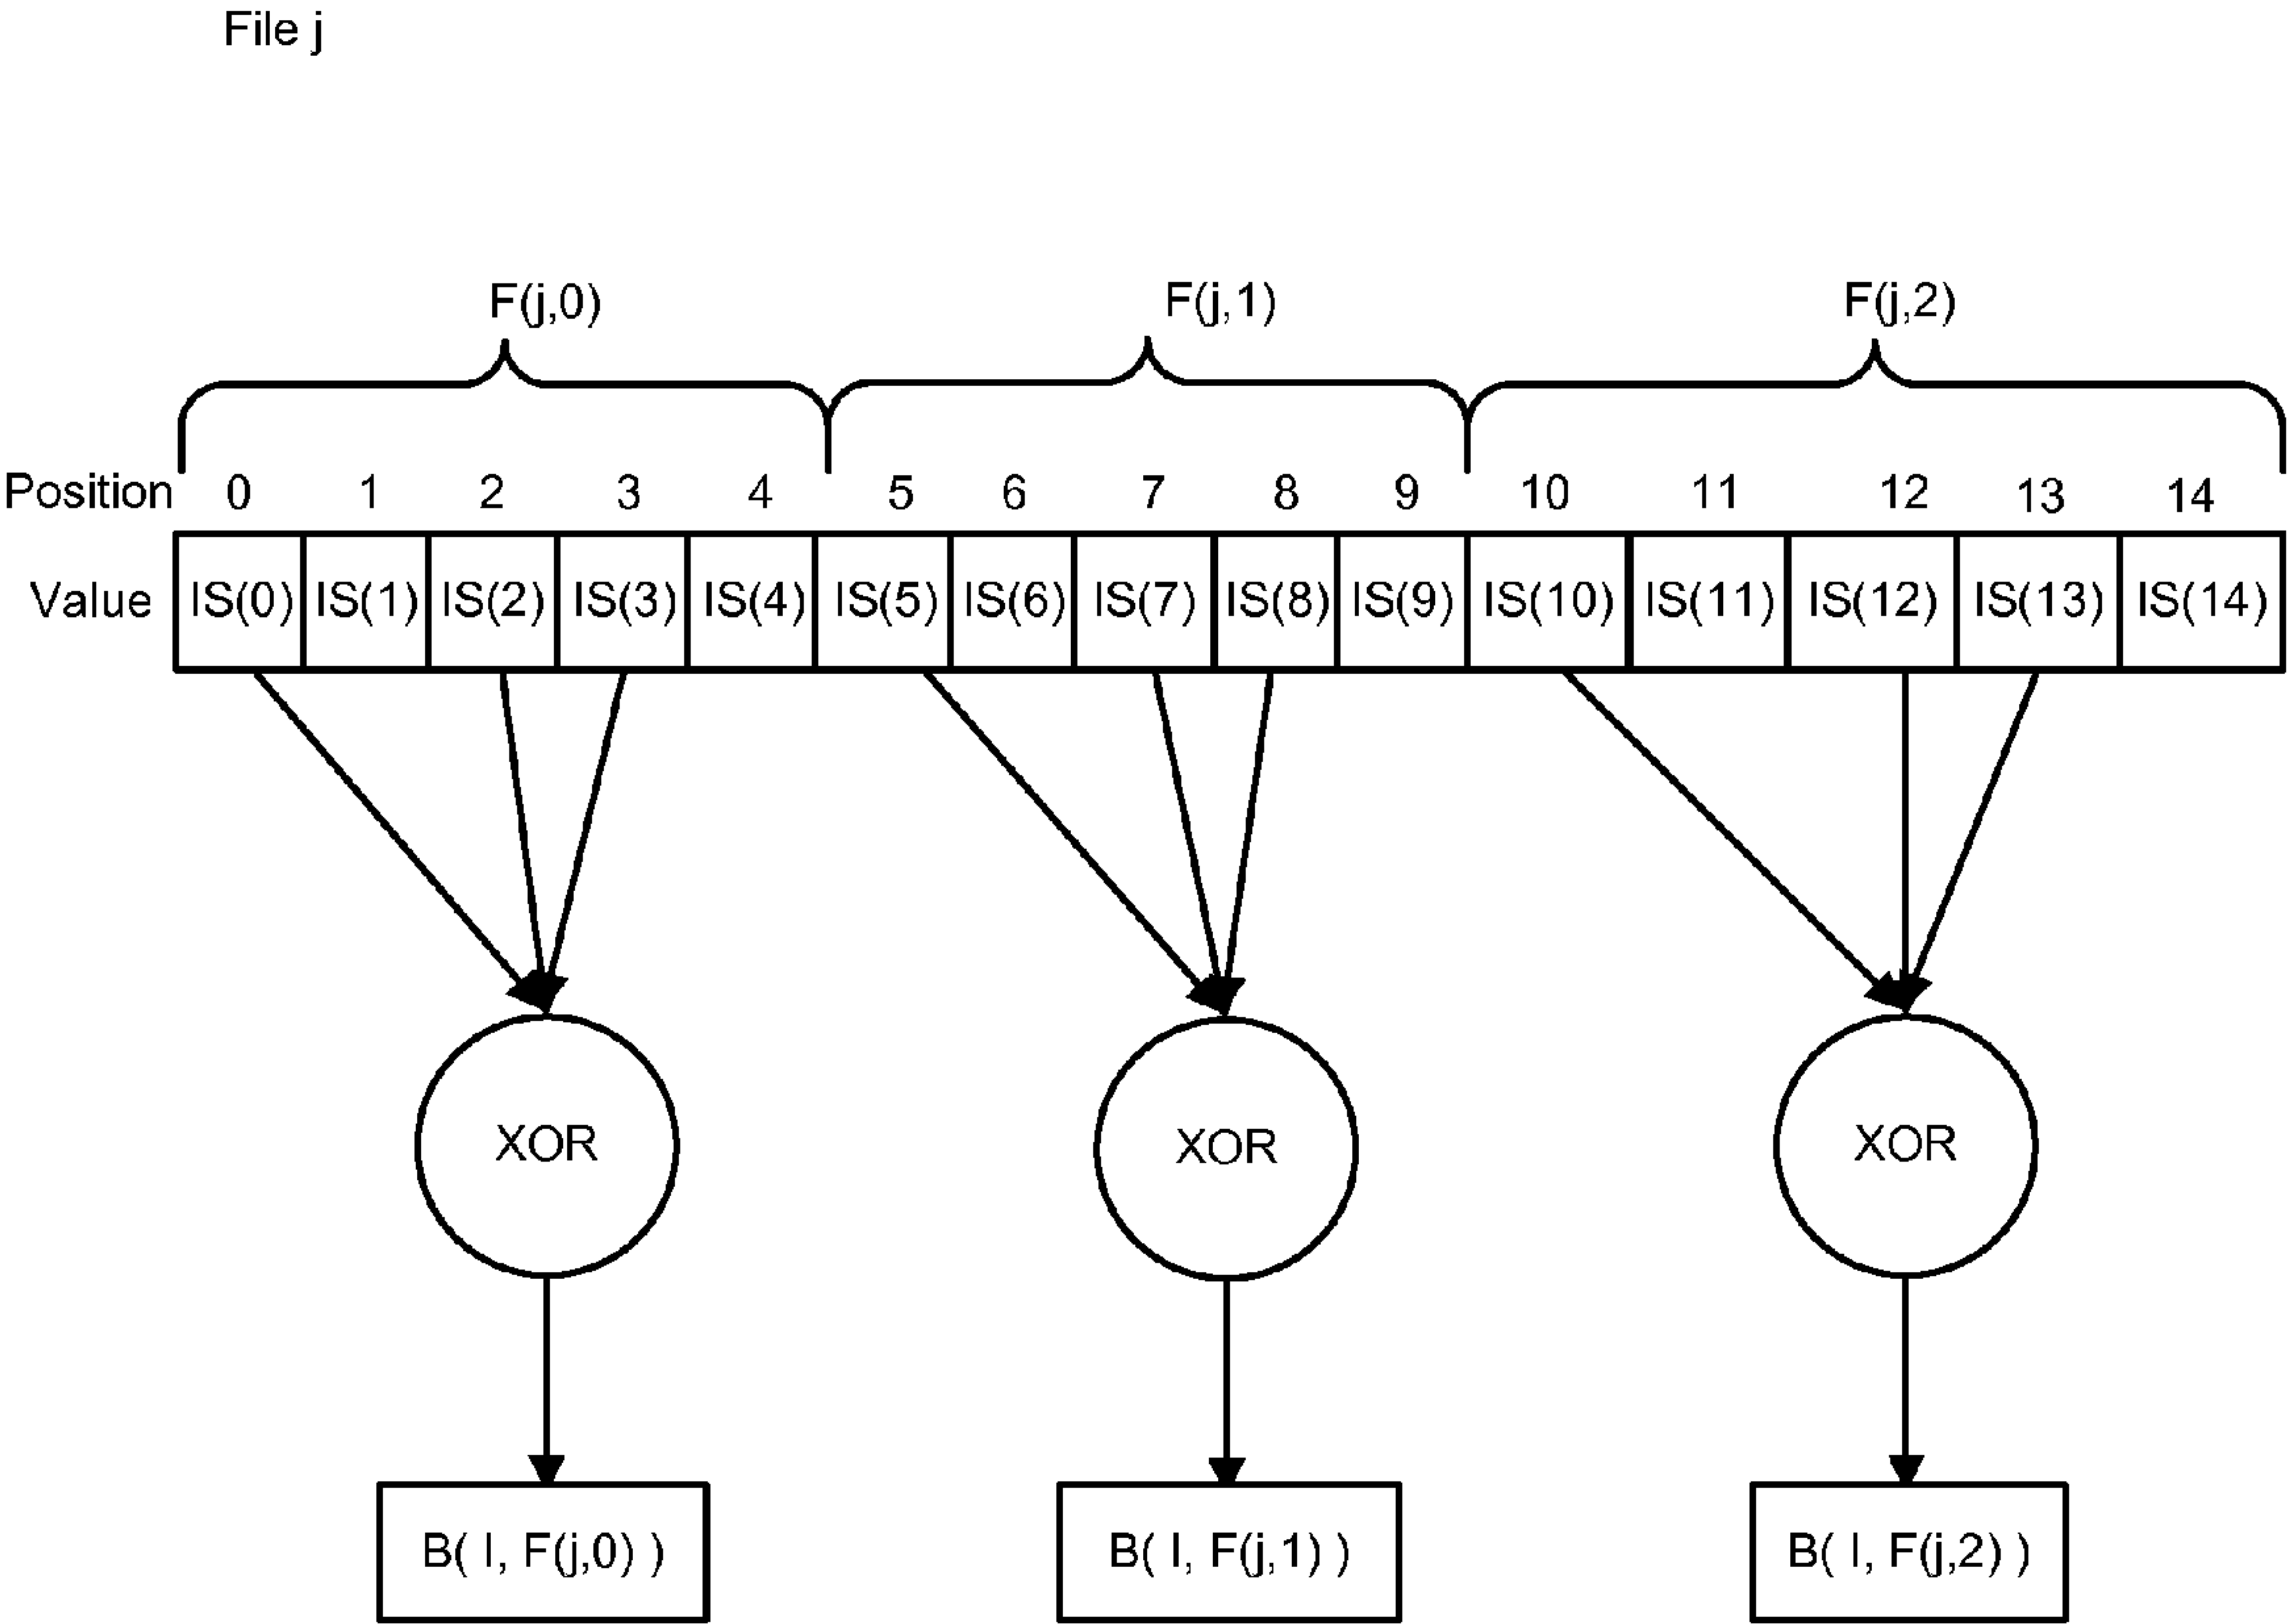 File j
F(j,0) F(j,1) F(j,2)
Position 0 1 2 3 4 5 6 7 8 9 10 11 12 13 14
Value IS(0) IS(1) IS(2) IS(3) IS(4) IS(5) IS(6) IS(7) IS(8) IS(9) IS(10) IS(11) IS(12) IS(13) IS(14)
XOR XOR XOR
B( I, F(j,0) ) B( I, F(j,1) ) B( I, F(j,2) )